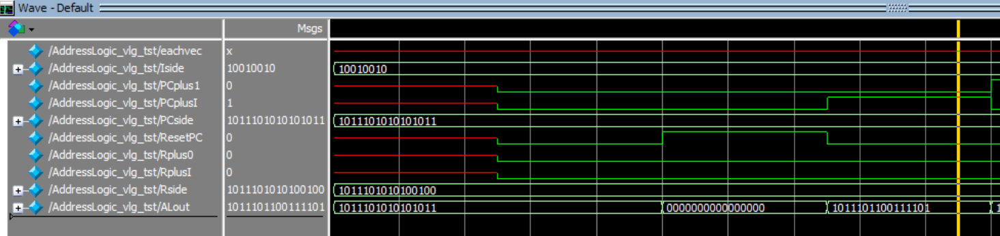 Wave - Default
Msgs
/AddressLogic_vlg_tst/eachvec x
/AddressLogic_vlg_tst/Iside 10010010 10010010
/AddressLogic_vlg_tst/PCplus1 0
/AddressLogic_vlg_tst/PCplusI 1
/AddressLogic_vlg_tst/PCside 1011101010101011 1011101010101011
/AddressLogic_vlg_tst/ResetPC 0
/AddressLogic_vlg_tst/Rplus0 0
/AddressLogic_vlg_tst/RplusI 0
/AddressLogic_vlg_tst/Rside 1011101010100100 1011101010100100
/AddressLogic_vlg_tst/ALout 1011101100111101 1011101010101011 0000000000000000 1011101100111101 1